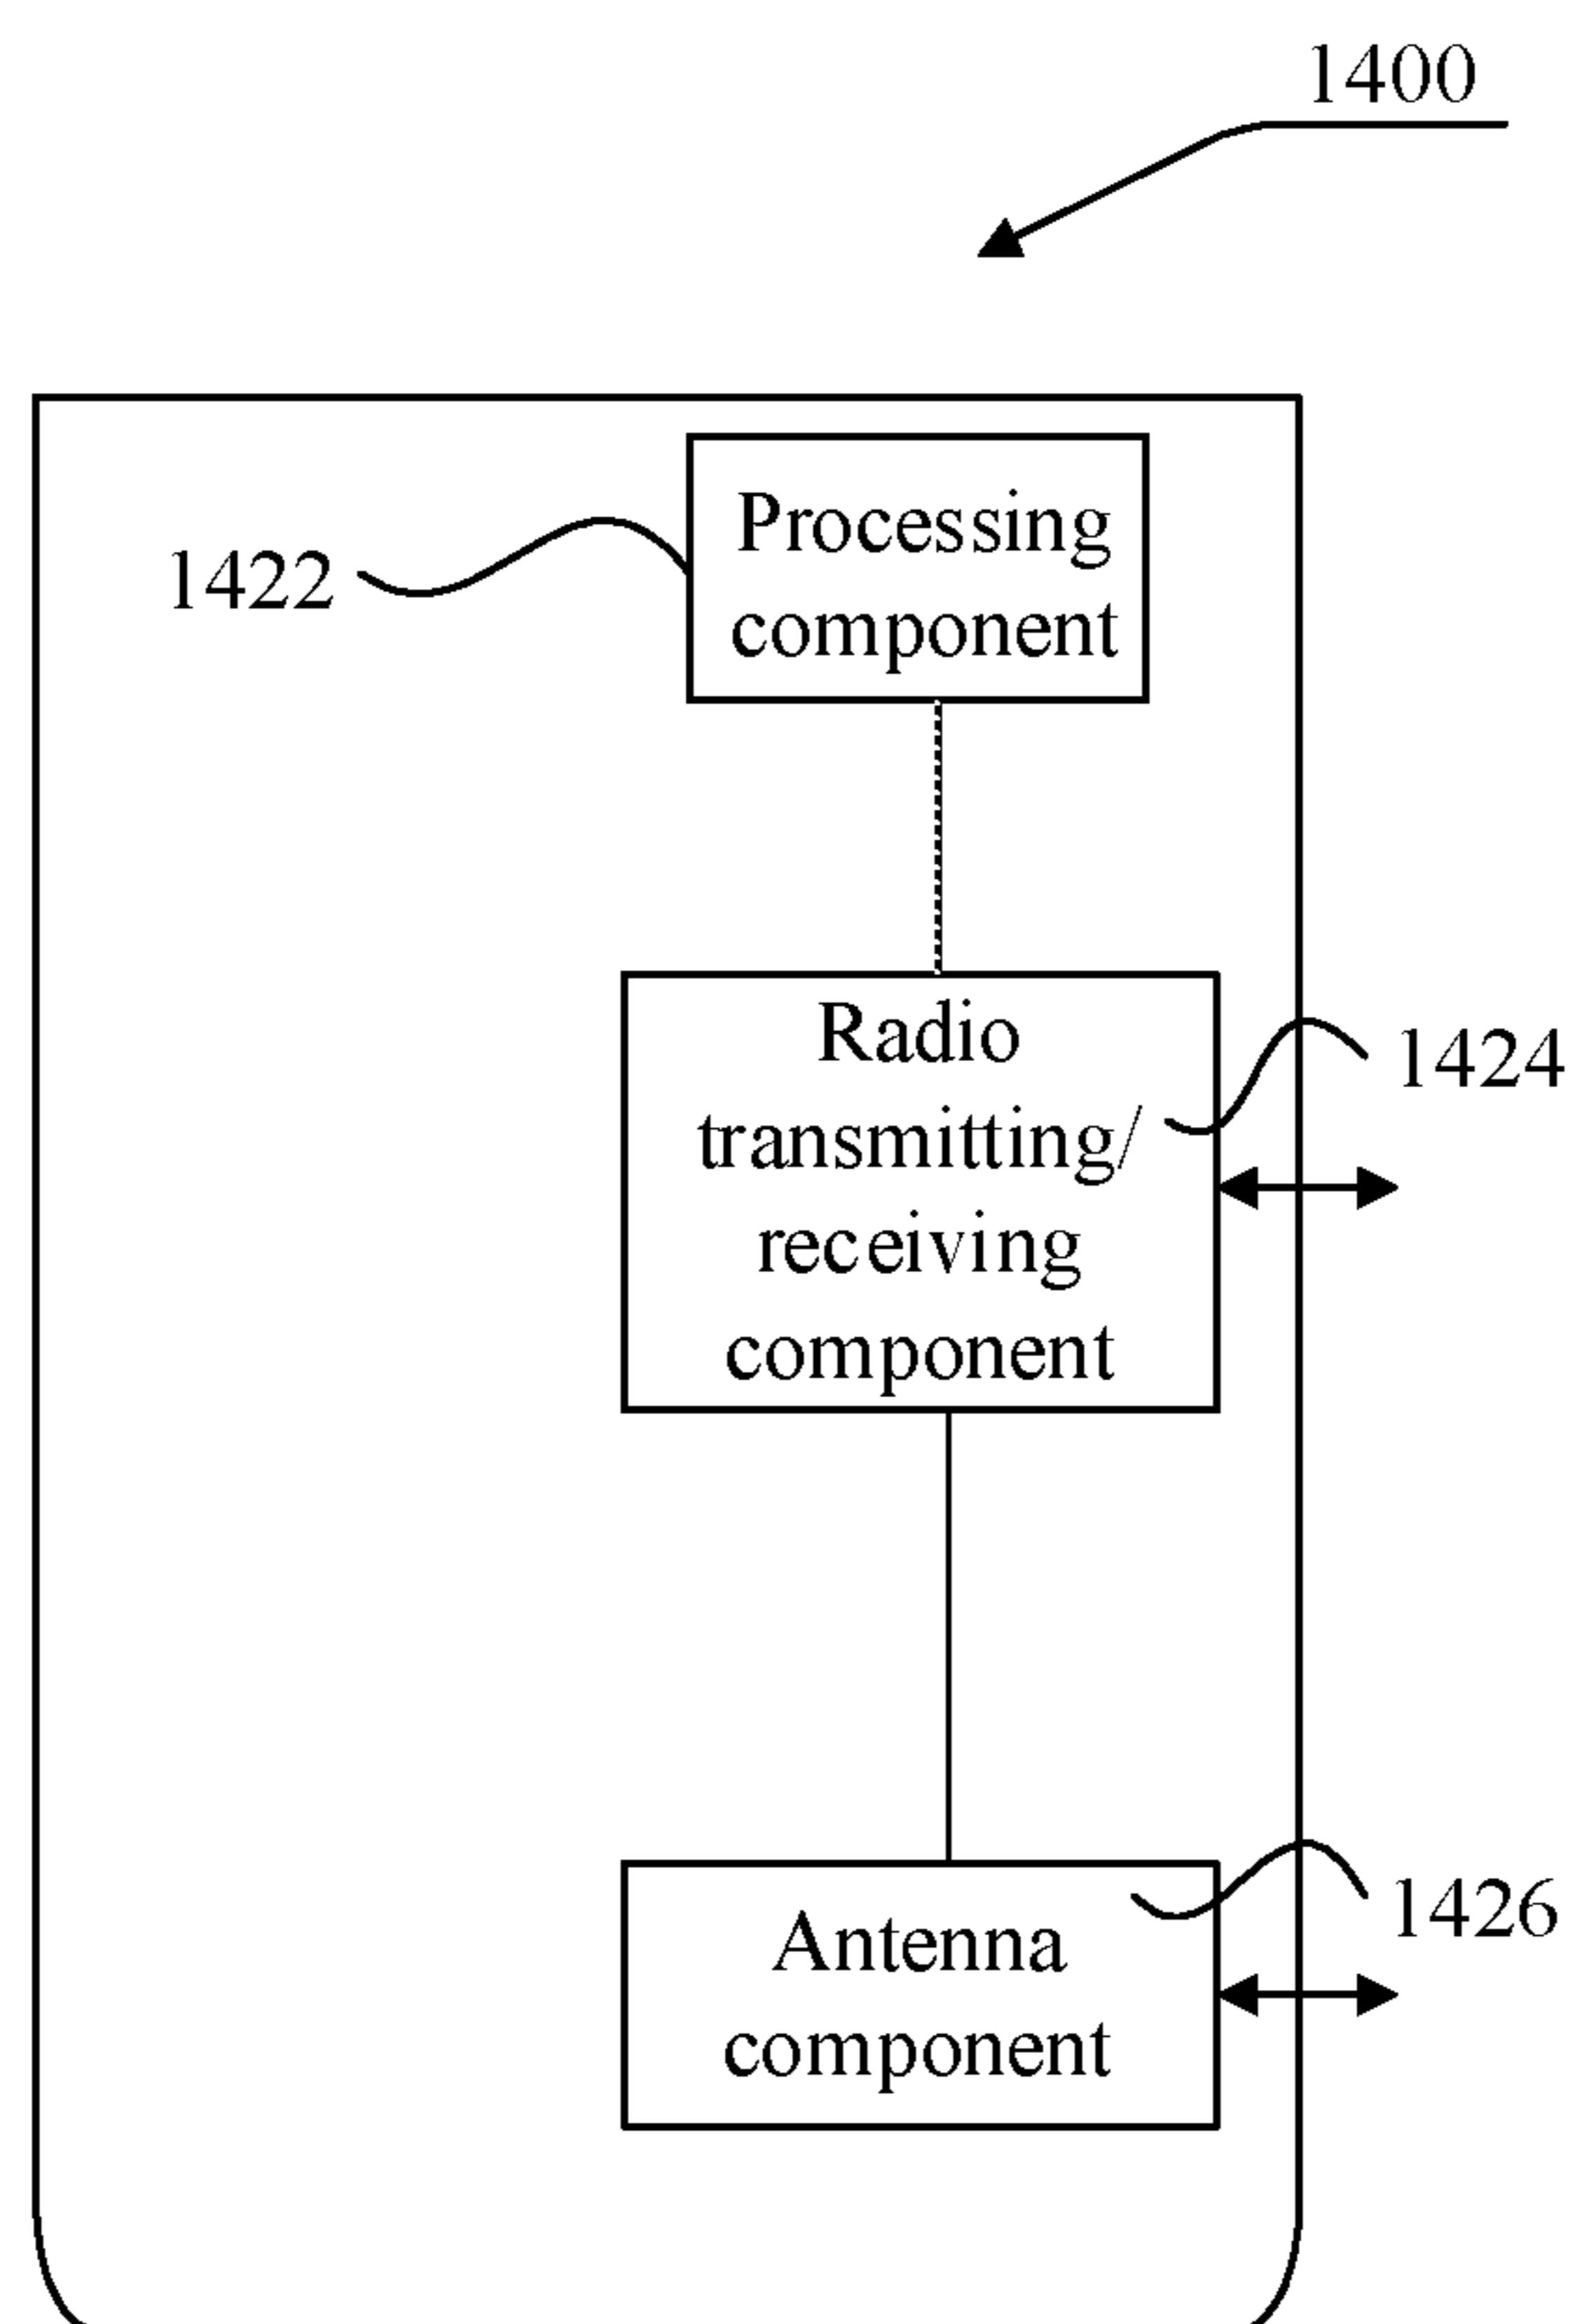 1400
Processing
component
1422
Radio
transmitting/
receiving
component
1424
Antenna
component
1426